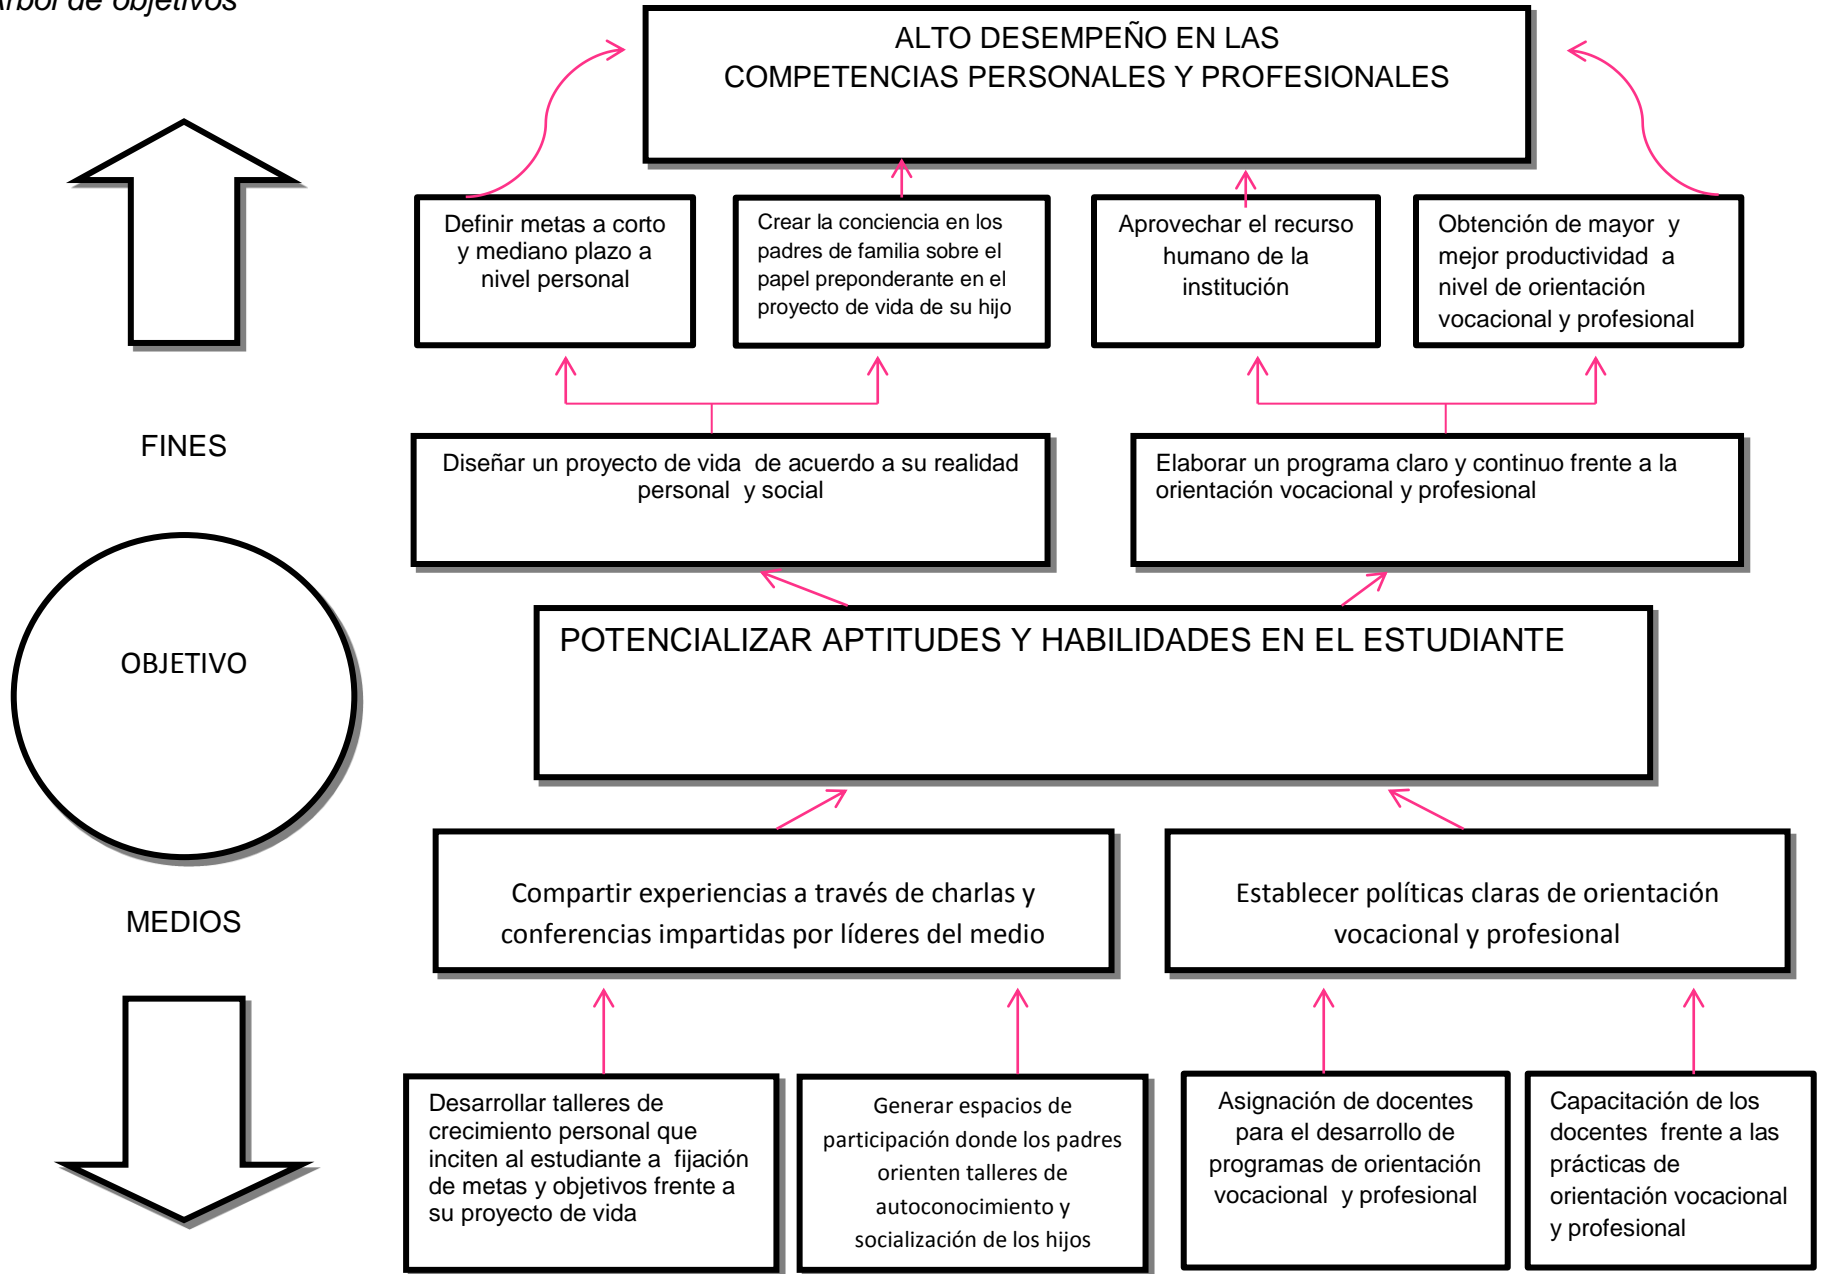 Árbol de objetivos
ALTO DESEMPEÑO EN LAS
COMPETENCIAS PERSONALES Y PROFESIONALES
Definir metas a corto
y mediano plazo a
nivel personal
Crear la conciencia en los
padres de familia sobre el
papel preponderante en el
proyecto de vida de su hijo
Aprovechar el recurso
humano de la
institución
Obtención de mayor y
mejor productividad a
nivel de orientación
vocacional y profesional
FINES
Diseñar un proyecto de vida de acuerdo a su realidad
personal y social
Elaborar un programa claro y continuo frente a la
orientación vocacional y profesional
OBJETIVO
POTENCIALIZAR APTITUDES Y HABILIDADES EN EL ESTUDIANTE
MEDIOS
Compartir experiencias a través de charlas y
conferencias impartidas por líderes del medio
Establecer políticas claras de orientación
vocacional y profesional
Desarrollar talleres de
crecimiento personal que
inciten al estudiante a fijación
de metas y objetivos frente a
su proyecto de vida
Generar espacios de
participación donde los padres
orienten talleres de
autoconocimiento y
socialización de los hijos
Asignación de docentes
para el desarrollo de
programas de orientación
vocacional y profesional
Capacitación de los
docentes frente a las
prácticas de
orientación vocacional
y profesional